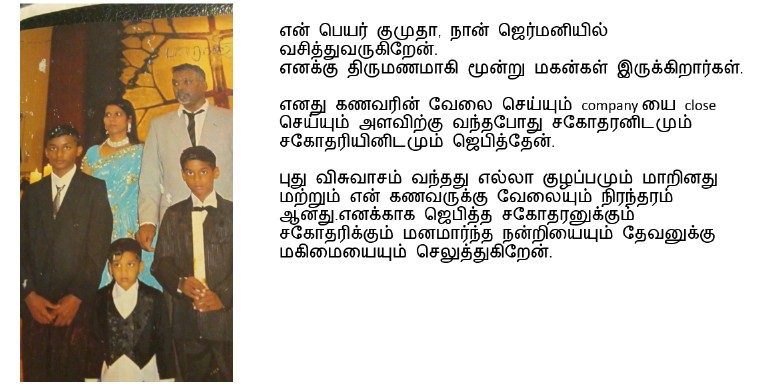 என் பெயர் குமுதா, நான் ஜெர்மனியில்
வசித்துவருகிறேன்.
எனக்கு திருமணமாகி மூன்று மகன்கள் இருக்கிறார்கள்.
எனது கணவரின் வேலை செய்யும் company யை close
செய்யும் அளவிற்கு வந்தபோது சகோதரனிடமும்
சகோதரியினிடமும் ஜெபித்தேன்.
புது விசுவாசம் வந்தது எல்லா குழப்பமும் மாறினது
மற்றும் என் கணவருக்கு வேலையும் நிரந்தரம்
ஆனது.எனக்காக ஜெபித்த சகோதரனுக்கும்
சகோதரிக்கும் மனமார்ந்த நன்றியையும் தேவனுக்கு
மகிமையையும் செலுத்துகிறேன்.